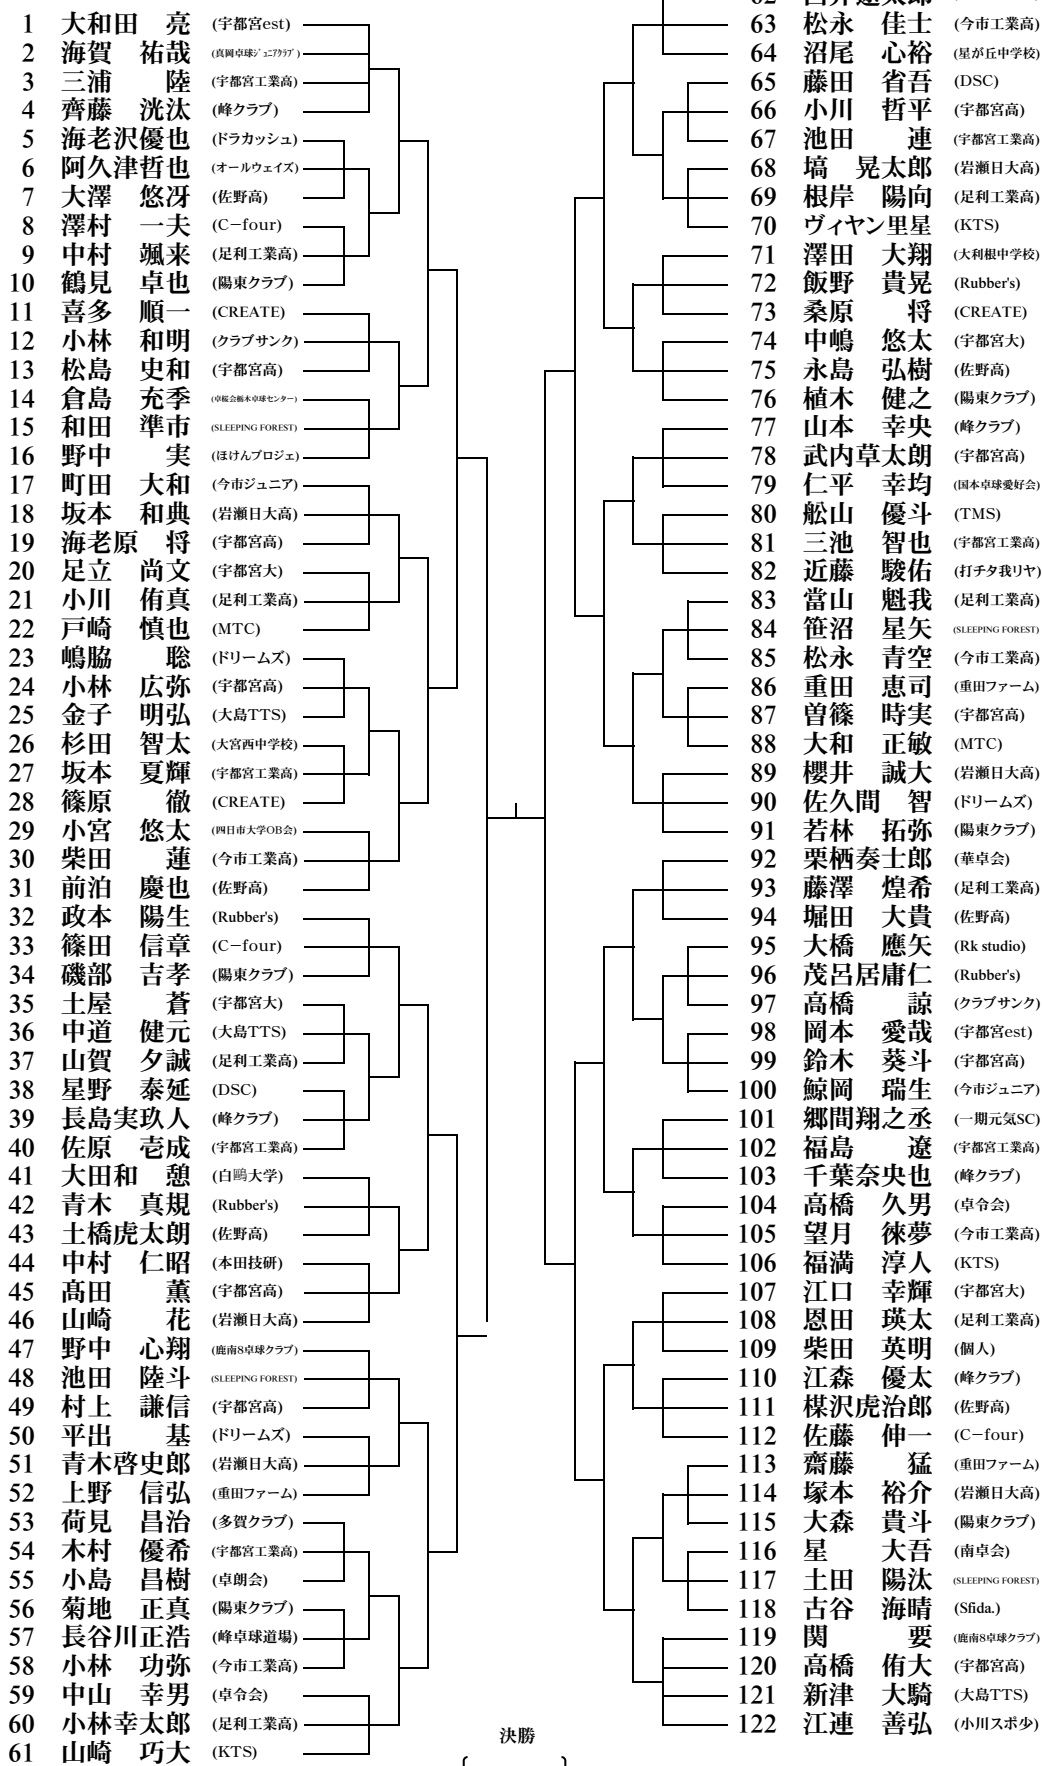 1 大和田　亮 (宇都宮est)
2 海賀　祐哉 (真岡卓球ジュニアクラブ)
3 三浦　陸 (宇都宮工業高)
4 齊藤　洸汰 (峰クラブ)
5 海老沢優也 (ドラカッシュ)
6 阿久津哲也 (オールウェイズ)
7 大澤　悠冴 (佐野高)
8 澤村　一夫 (C−four)
9 中村　颯来 (足利工業高)
10 鶴見　卓也 (陽東クラブ)
11 喜多　順一 (CREATE)
12 小林　和明 (クラブサンク)
13 松島　史和 (宇都宮高)
14 倉島　充季 (卓桜会栃木卓球センター)
15 和田　準市 (SLEEPING FOREST)
16 野中　実 (ほけんプロジェ)
17 町田　大和 (今市ジュニア)
18 坂本　和典 (岩瀬日大高)
19 海老原　将 (宇都宮高)
20 足立　尚文 (宇都宮大)
21 小川　侑真 (足利工業高)
22 戸崎　慎也 (MTC)
23 嶋脇　聡 (ドリームズ)
24 小林　広弥 (宇都宮高)
25 金子　明弘 (大島TTS)
26 杉田　智太 (大宮西中学校)
27 坂本　夏輝 (宇都宮工業高)
28 篠原　徹 (CREATE)
29 小宮　悠太 (四日市大学OB会)
30 柴田　蓮 (今市工業高)
31 前泊　慶也 (佐野高)
32 政本　陽生 (Rubber's)
33 篠田　信章 (C−four)
34 磯部　吉孝 (陽東クラブ)
35 土屋　蒼 (宇都宮大)
36 中道　健元 (大島TTS)
37 山賀　夕誠 (足利工業高)
38 星野　泰延 (DSC)
39 長島実玖人 (峰クラブ)
40 佐原　壱成 (宇都宮工業高)
41 大田和　憩 (白鷗大学)
42 青木　真規 (Rubber's)
43 土橋虎太朗 (佐野高)
44 中村　仁昭 (本田技研)
45 髙田　薫 (宇都宮高)
46 山崎　花 (岩瀬日大高)
47 野中　心翔 (鹿南8卓球クラブ)
48 池田　陸斗 (SLEEPING FOREST)
49 村上　謙信 (宇都宮高)
50 平出　基 (ドリームズ)
51 青木啓史郎 (岩瀬日大高)
52 上野　信弘 (重田ファーム)
53 荷見　昌治 (多賀クラブ)
54 木村　優希 (宇都宮工業高)
55 小島　昌樹 (卓朗会)
56 菊地　正真 (陽東クラブ)
57 長谷川正浩 (峰卓球道場)
58 小林　功弥 (今市工業高)
59 中山　幸男 (卓令会)
60 小林幸太郎 (足利工業高)
61 山崎　巧大 (KTS)
63 松永　佳士 (今市工業高)
64 沼尾　心裕 (星が丘中学校)
65 藤田　省吾 (DSC)
66 小川　哲平 (宇都宮高)
67 池田　連 (宇都宮工業高)
68 塙　晃太郎 (岩瀬日大高)
69 根岸　陽向 (足利工業高)
70 ヴィヤン里星 (KTS)
71 澤田　大翔 (大利根中学校)
72 飯野　貴晃 (Rubber's)
73 桑原　将 (CREATE)
74 中嶋　悠太 (宇都宮大)
75 永島　弘樹 (佐野高)
76 植木　健之 (陽東クラブ)
77 山本　幸央 (峰クラブ)
78 武内草太朗 (宇都宮高)
79 仁平　幸均 (国本卓球愛好会)
80 舩山　優斗 (TMS)
81 三池　智也 (宇都宮工業高)
82 近藤　駿佑 (打チタ我リヤ)
83 當山　魁我 (足利工業高)
84 笹沼　星矢 (SLEEPING FOREST)
85 松永　青空 (今市工業高)
86 重田　恵司 (重田ファーム)
87 曽篠　時実 (宇都宮高)
88 大和　正敏 (MTC)
89 櫻井　誠大 (岩瀬日大高)
90 佐久間　智 (ドリームズ)
91 若林　拓弥 (陽東クラブ)
92 栗栖奏士郎 (華卓会)
93 藤澤　煌希 (足利工業高)
94 堀田　大貴 (佐野高)
95 大橋　應矢 (Rk studio)
96 茂呂居庸仁 (Rubber's)
97 高橋　諒 (クラブサンク)
98 岡本　愛哉 (宇都宮est)
99 鈴木　葵斗 (宇都宮高)
100 鯨岡　瑞生 (今市ジュニア)
101 郷間翔之丞 (一期元気SC)
102 福島　遼 (宇都宮工業高)
103 千葉奈央也 (峰クラブ)
104 高橋　久男 (卓令会)
105 望月　徠夢 (今市工業高)
106 福満　淳人 (KTS)
107 江口　幸輝 (宇都宮大)
108 恩田　瑛太 (足利工業高)
109 柴田　英明 (個人)
110 江森　優太 (峰クラブ)
111 楳沢虎治郎 (佐野高)
112 佐藤　伸一 (C−four)
113 齋藤　猛 (重田ファーム)
114 塚本　裕介 (岩瀬日大高)
115 大森　貴斗 (陽東クラブ)
116 星　大吾 (南卓会)
117 土田　陽汰 (SLEEPING FOREST)
118 古谷　海晴 (Sfida.)
119 関　要 (鹿南8卓球クラブ)
120 高橋　侑大 (宇都宮高)
121 新津　大騎 (大島TTS)
122 江連　善弘 (小川スポ少)
決勝